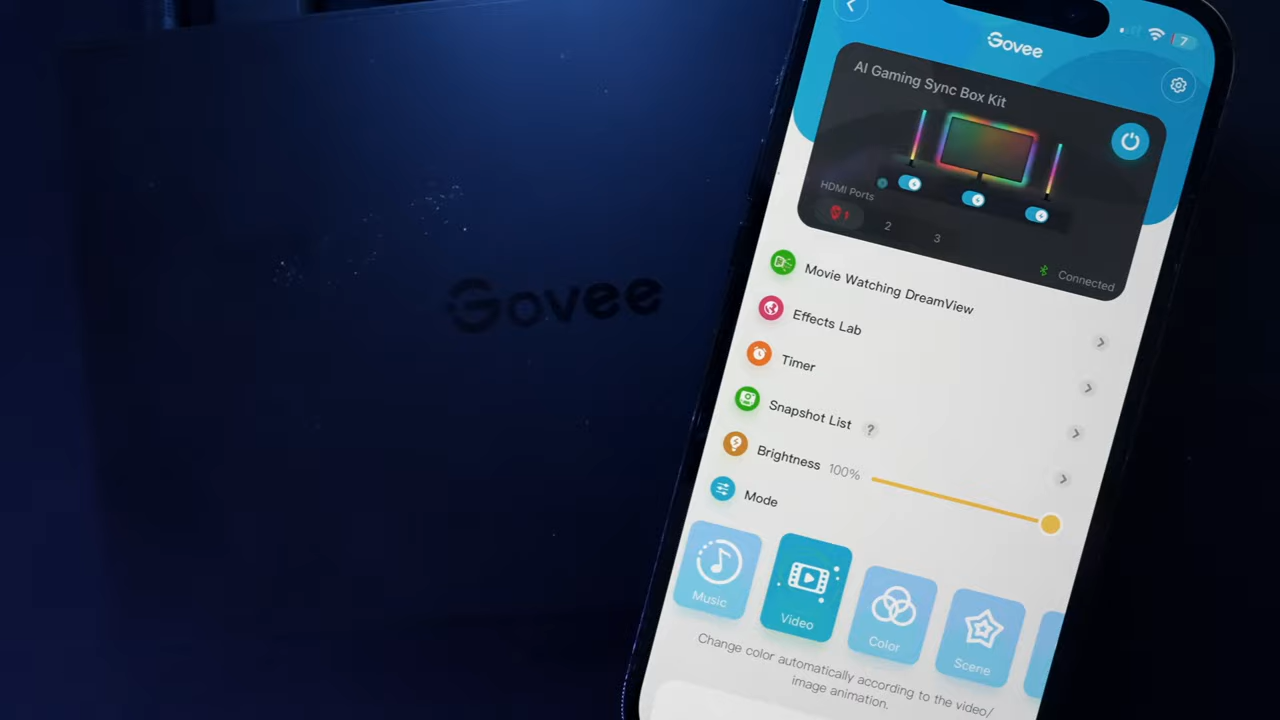 Govee
7
Govee
AI Gaming Sync Box Kit
HDMI Ports
1
2
3
Connected
Movie Watching DreamView
Effects Lab
Timer
Snapshot List ?
Brightness 100%
Mode
Music
Video
Color
Scene
Change color automatically according to the video/
image animation.